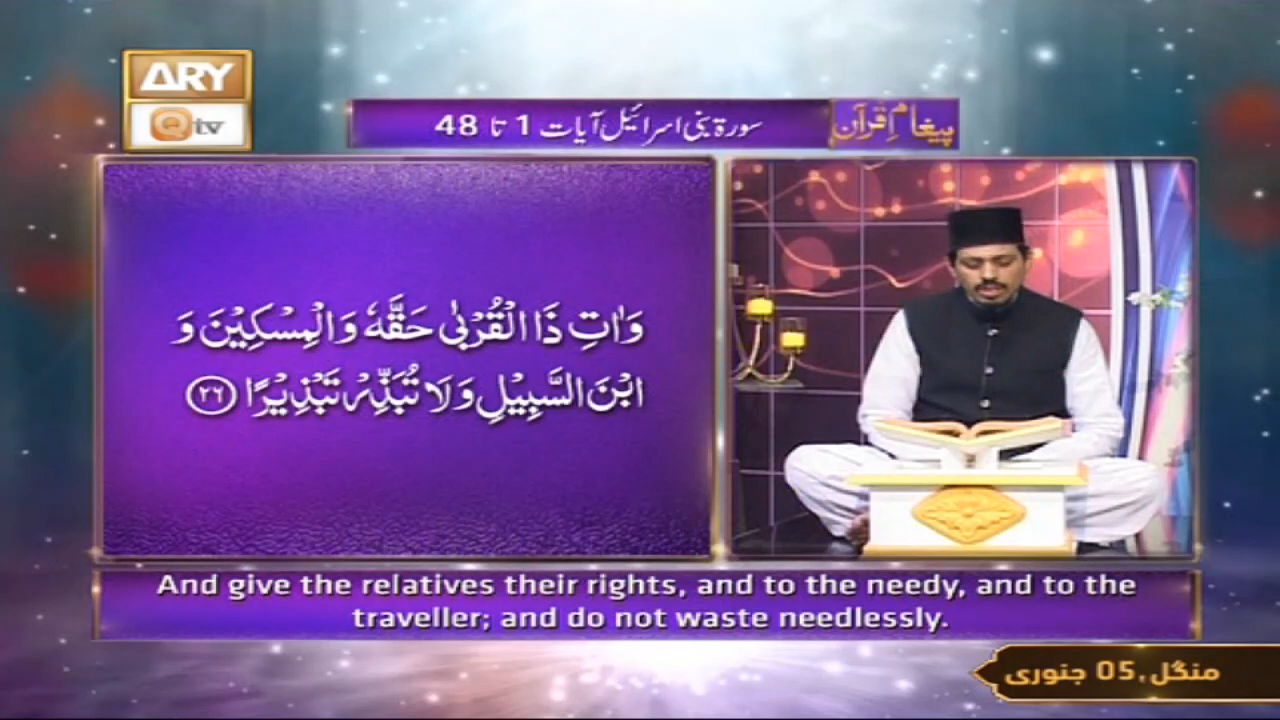 ARY
Qtv
پیغامِ قرآن
سورۃ بنی اسرائیل آیات 1 تا 48
وَاٰتِ ذَا الْقُرْبٰی حَقَّهٗ وَالْمِسْكِیْنَ وَ
ابْنَ السَّبِیْلِ وَلَا تُبَذِّرْ تَبْذِیْرًا ﴿۲۶﴾
And give the relatives their rights, and to the needy, and to the
traveller; and do not waste needlessly.
منگل, 05 جنوری